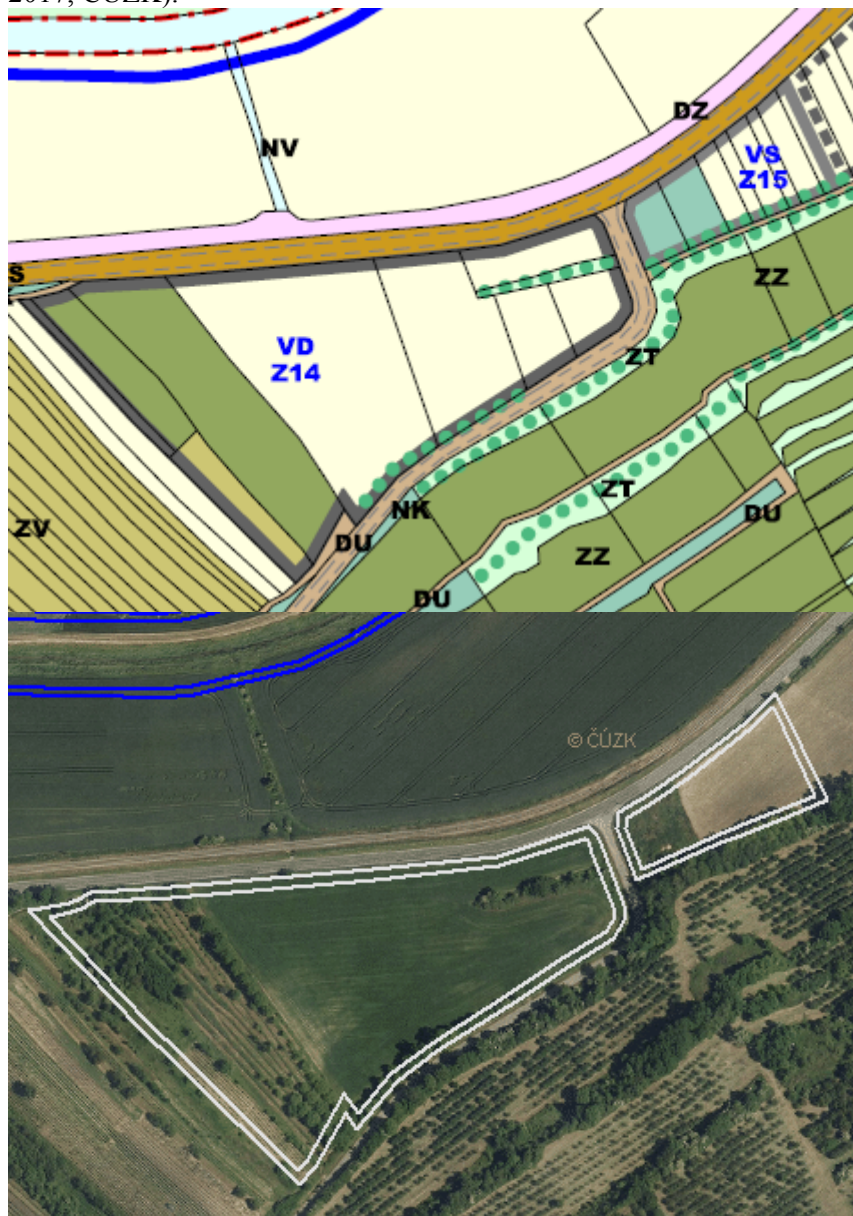 2017, ČÚZK).
DZ
NV
VS
Z15
S
ZZ
VD
Z14
ZT
ZT
NK
DU
ZV
DU
ZZ
DU
© ČÚZK